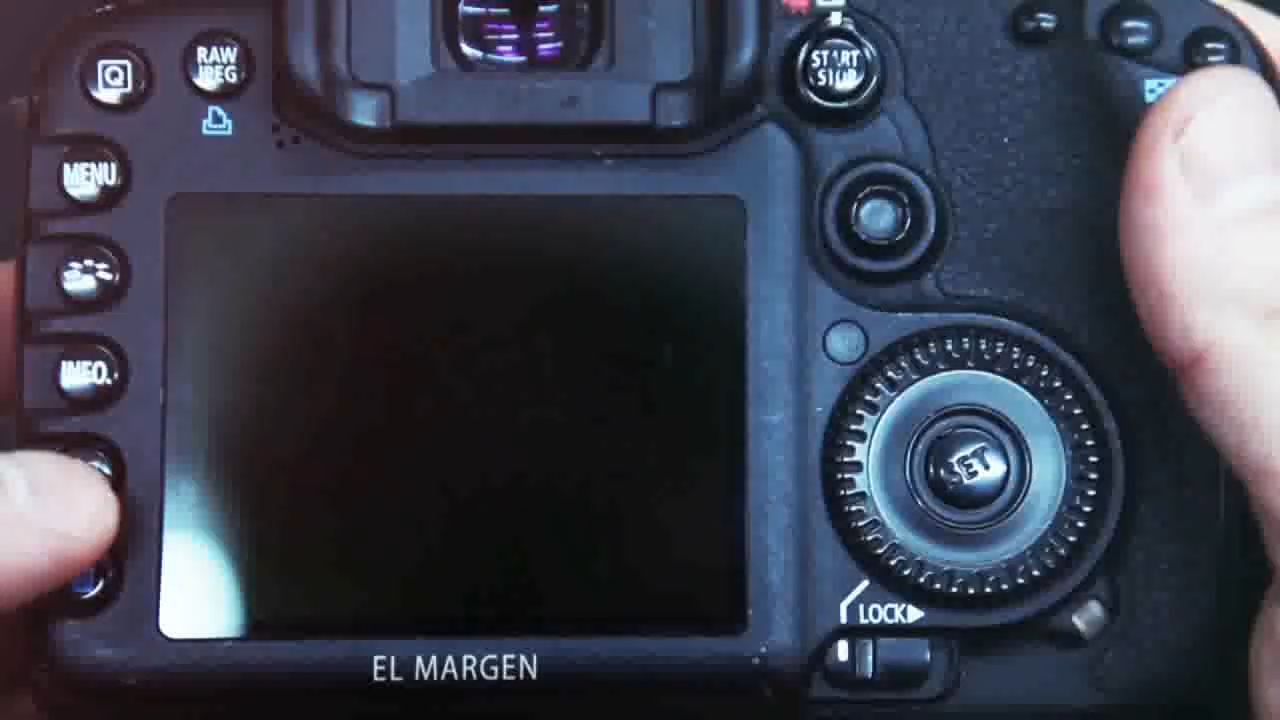 Q
RAW
JPEG
START
STOP
MENU
INFO.
SET
LOCK
EL MARGEN